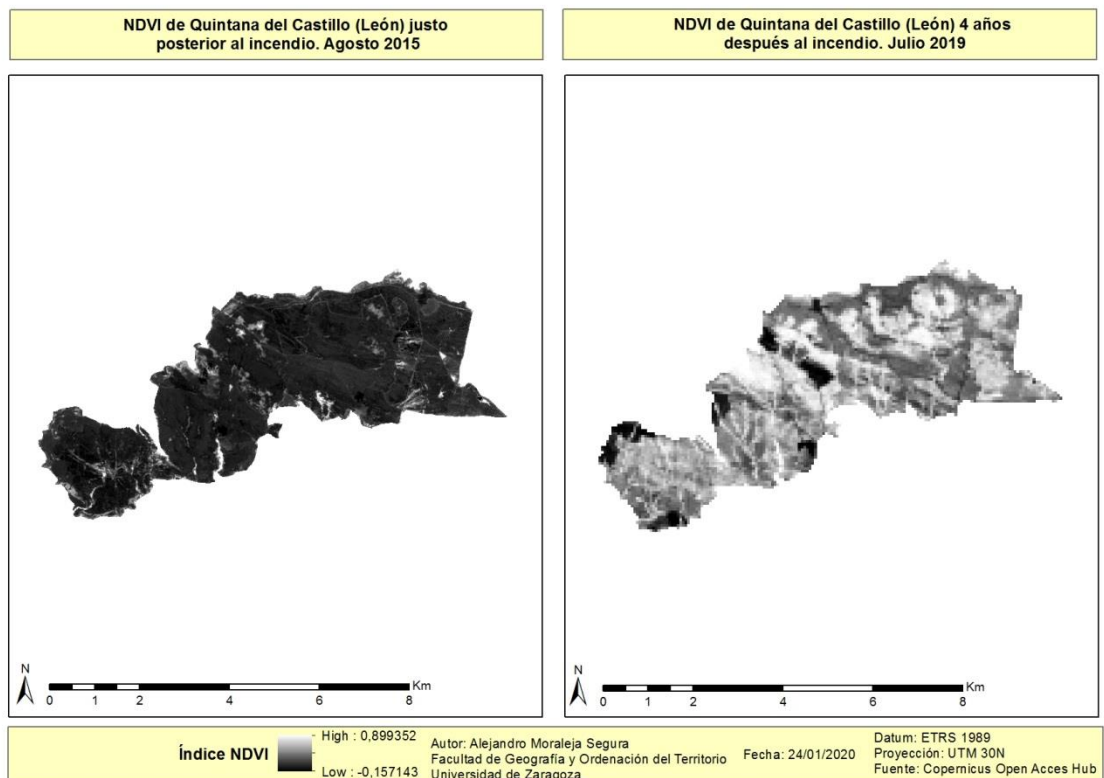 NDVI de Quintana del Castillo (León) justo
posterior al incendio. Agosto 2015
NDVI de Quintana del Castillo (León) 4 años
después al incendio. Julio 2019
N
0 1 2 4 6 8 Km
N
0 1 2 4 6 8 Km
Índice NDVI
High : 0,899352
Low : -0,157143
Autor: Alejandro Moraleja Segura
Facultad de Geografía y Ordenación del Territorio
Universidad de Zaragoza
Fecha: 24/01/2020
Datum: ETRS 1989
Proyección: UTM 30N
Fuente: Copernicus Open Acces Hub